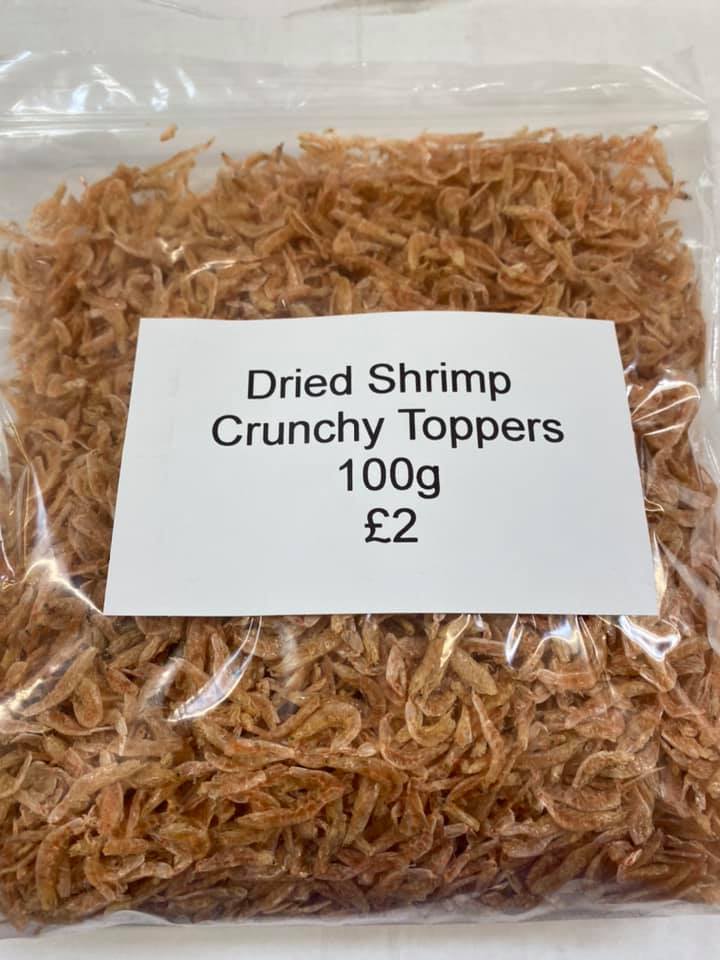 Dried Shrimp
Crunchy Toppers
100g
£2